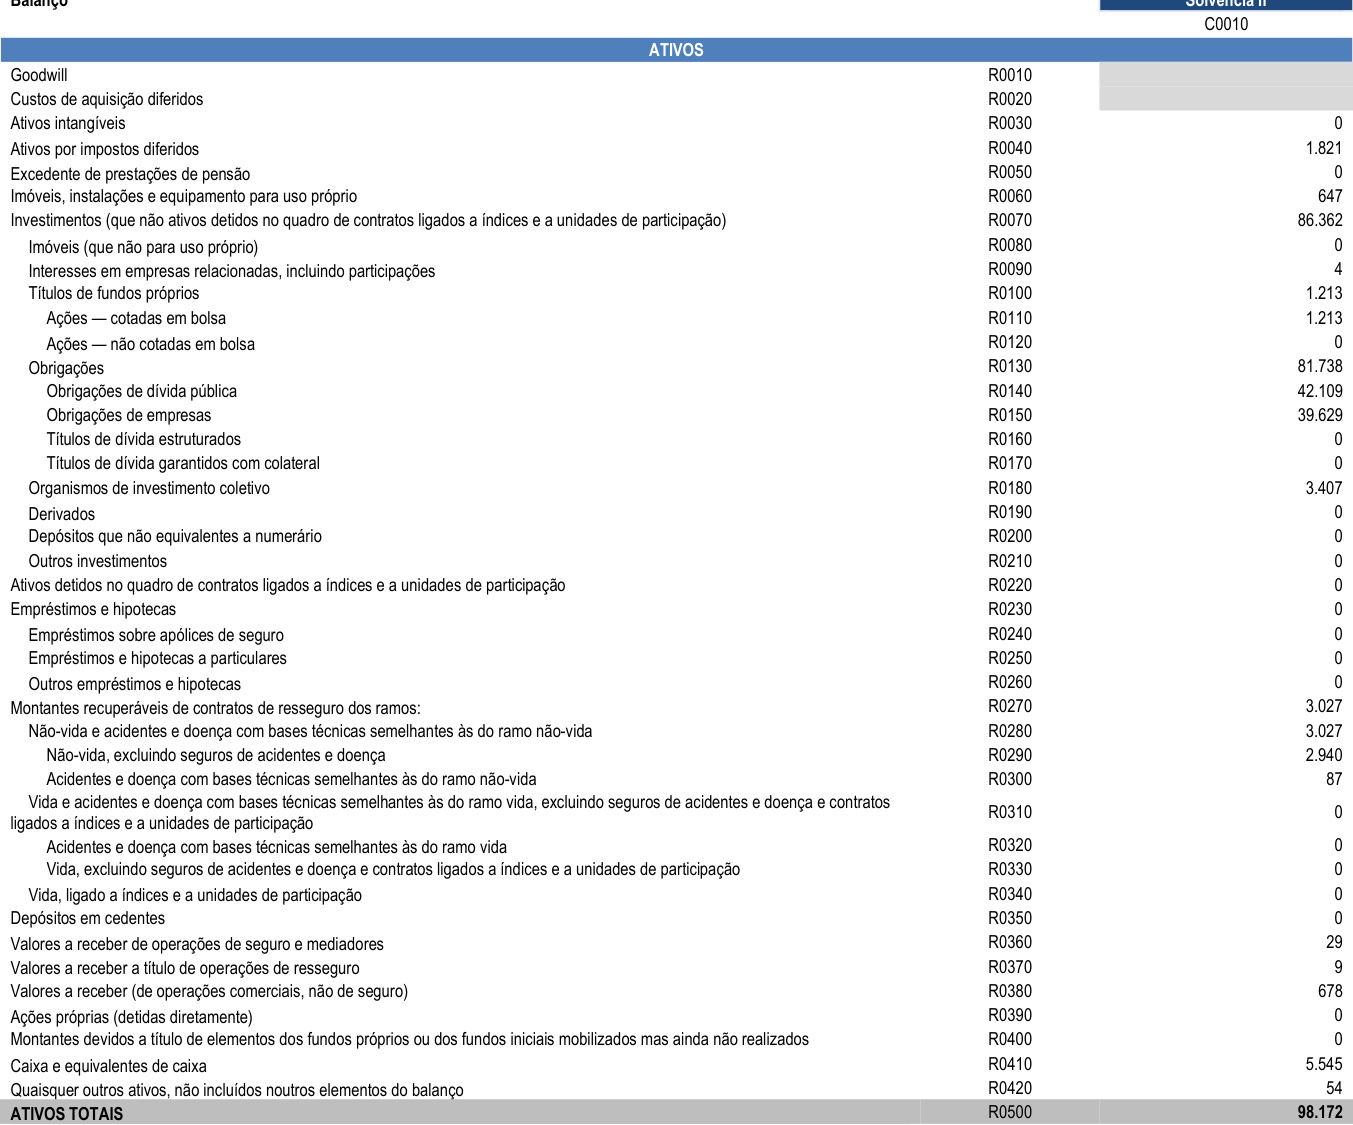 Balanço Solvência II
C0010
ATIVOS
Goodwill R0010
Custos de aquisição diferidos R0020
Ativos intangíveis R0030 0
Ativos por impostos diferidos R0040 1.821
Excedente de prestações de pensão R0050 0
Imóveis, instalações e equipamento para uso próprio R0060 647
Investimentos (que não ativos detidos no quadro de contratos ligados a índices e a unidades de participação) R0070 86.362
Imóveis (que não para uso próprio) R0080 0
Interesses em empresas relacionadas, incluindo participações R0090 4
Títulos de fundos próprios R0100 1.213
Ações — cotadas em bolsa R0110 1.213
Ações — não cotadas em bolsa R0120 0
Obrigações R0130 81.738
Obrigações de dívida pública R0140 42.109
Obrigações de empresas R0150 39.629
Títulos de dívida estruturados R0160 0
Títulos de dívida garantidos com colateral R0170 0
Organismos de investimento coletivo R0180 3.407
Derivados R0190 0
Depósitos que não equivalentes a numerário R0200 0
Outros investimentos R0210 0
Ativos detidos no quadro de contratos ligados a índices e a unidades de participação R0220 0
Empréstimos e hipotecas R0230 0
Empréstimos sobre apólices de seguro R0240 0
Empréstimos e hipotecas a particulares R0250 0
Outros empréstimos e hipotecas R0260 0
Montantes recuperáveis de contratos de resseguro dos ramos: R0270 3.027
Não-vida e acidentes e doença com bases técnicas semelhantes às do ramo não-vida R0280 3.027
Não-vida, excluindo seguros de acidentes e doença R0290 2.940
Acidentes e doença com bases técnicas semelhantes às do ramo não-vida R0300 87
Vida e acidentes e doença com bases técnicas semelhantes às do ramo vida, excluindo seguros de acidentes e doença e contratos
ligados a índices e a unidades de participação R0310 0
Acidentes e doença com bases técnicas semelhantes às do ramo vida R0320 0
Vida, excluindo seguros de acidentes e doença e contratos ligados a índices e a unidades de participação R0330 0
Vida, ligado a índices e a unidades de participação R0340 0
Depósitos em cedentes R0350 0
Valores a receber de operações de seguro e mediadores R0360 29
Valores a receber a título de operações de resseguro R0370 9
Valores a receber (de operações comerciais, não de seguro) R0380 678
Ações próprias (detidas diretamente) R0390 0
Montantes devidos a título de elementos dos fundos próprios ou dos fundos iniciais mobilizados mas ainda não realizados R0400 0
Caixa e equivalentes de caixa R0410 5.545
Quaisquer outros ativos, não incluídos noutros elementos do balanço R0420 54
ATIVOS TOTAIS R0500 98.172